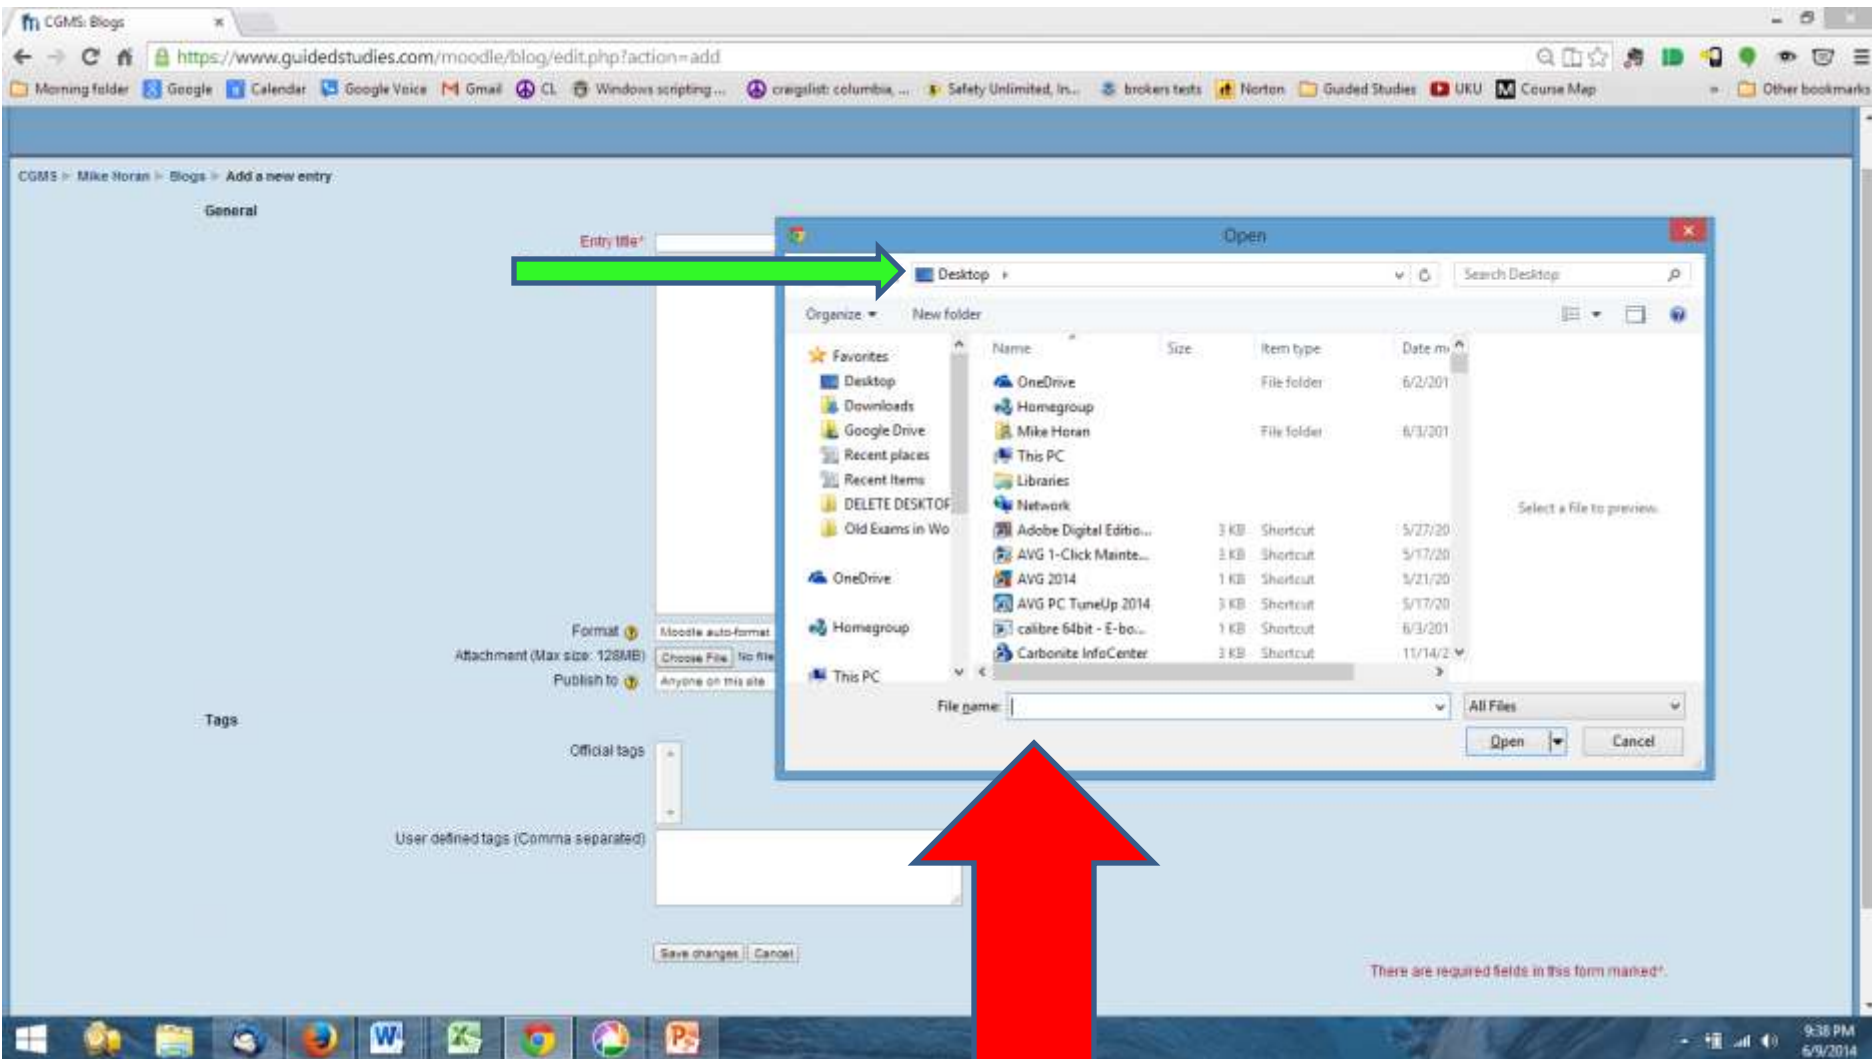 CGMS: Blogs
https://www.guidedstudies.com/moodle/blog/edit.php?action=add
Morning folder Google Calendar Google Voice Gmail CL Windows scripting ... craigslist: columbia, ... Safety Unlimited, In... brokers tests Norton Guided Studies UKU Course Map » Other bookmarks
CGMS ► Mike Horan ► Blogs ► Add a new entry
General
Entry title*
Open
Desktop
Search Desktop
Organize New folder
Name Size Item type Date m
Favorites
Desktop
Downloads
Google Drive
Recent places
Recent Items
DELETE DESKTOP
Old Exams in Wo
OneDrive
Homegroup
This PC
OneDrive File folder 6/2/201
Homegroup
Mike Horan File folder 6/3/201
This PC
Libraries
Network
Adobe Digital Editio... 3 KB Shortcut 5/27/20
AVG 1-Click Mainte... 3 KB Shortcut 5/17/20
AVG 2014 1 KB Shortcut 5/21/20
AVG PC TuneUp 2014 3 KB Shortcut 5/17/20
calibre 64bit - E-bo... 1 KB Shortcut 6/3/201
Carbonite InfoCenter 3 KB Shortcut 11/14/2
Select a file to preview.
File name:
All Files
Open Cancel
Format Moodle auto-format
Attachment (Max size: 128MB) Choose File No file
Publish to Anyone on this site
Tags
Official tags
User defined tags (Comma separated)
Save changes Cancel
There are required fields in this form marked*.
9:38 PM
6/9/2014